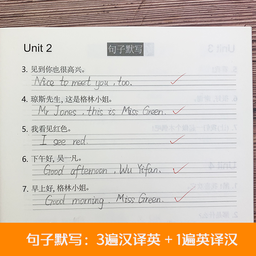 Unit 2
句子默写
3. 见到你也很高兴。
Nice to meet you, too.
4. 琼斯先生，这是格林小姐。
Mr Jones, this is Miss Green.
5. 我看见红色。
I see red.
6. 下午好，吴一凡。
Good afternoon, Wu Yifan.
7. 早上好，格林小姐。
Good morning, Miss Green.
句子默写：3遍汉译英＋1遍英译汉